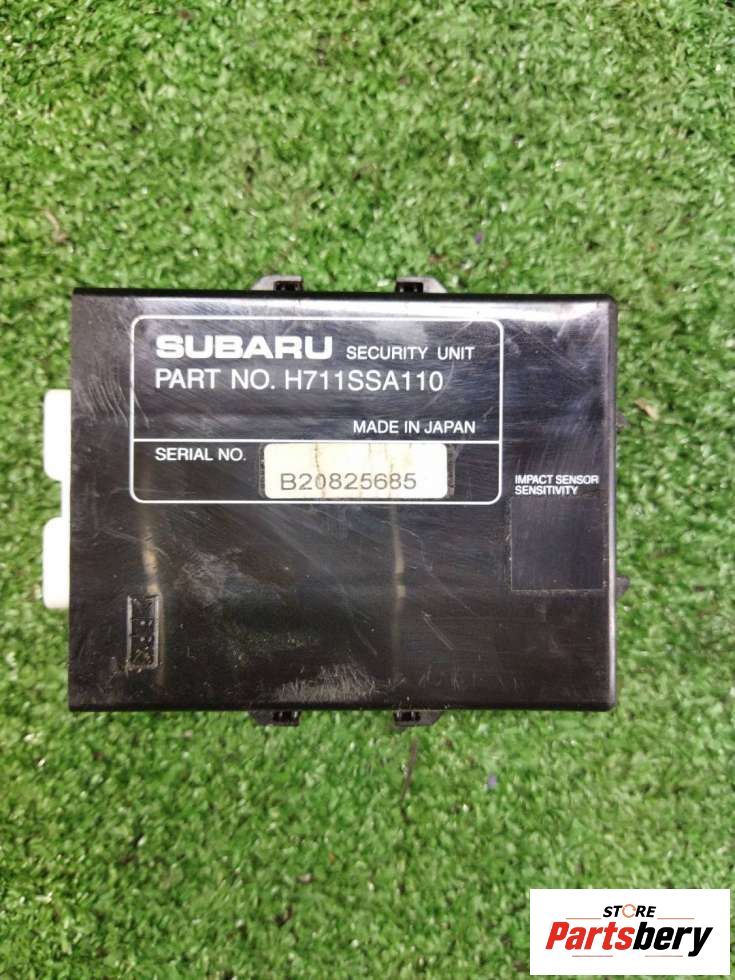 SUBARU SECURITY UNIT
PART NO. H711SSA110
MADE IN JAPAN
SERIAL NO. B20825685
IMPACT SENSOR
SENSITIVITY
STORE
Partsbery